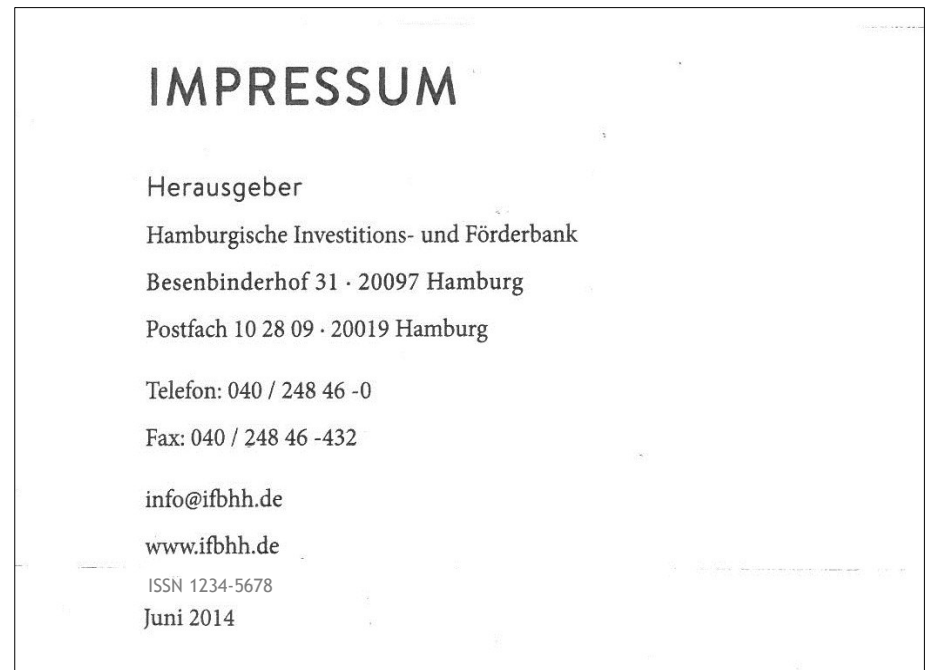 IMPRESSUM
Herausgeber
Hamburgische Investitions- und Förderbank
Besenbinderhof 31 · 20097 Hamburg
Postfach 10 28 09 · 20019 Hamburg
Telefon: 040 / 248 46 -0
Fax: 040 / 248 46 -432
info@ifbhh.de
www.ifbhh.de
ISSN 1234-5678
Juni 2014